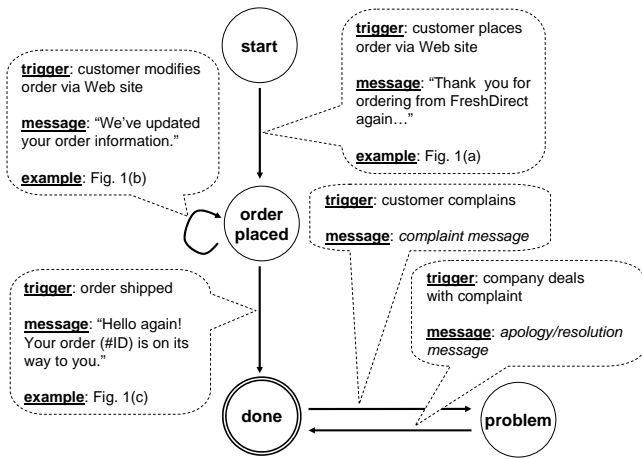 start
trigger: customer places
order via Web site
message: “Thank you for
ordering from FreshDirect
again…”
example: Fig. 1(a)
trigger: customer modifies
order via Web site
message: “We’ve updated
your order information.”
example: Fig. 1(b)
order
placed
trigger: customer complains
message: complaint message
trigger: company deals
with complaint
message: apology/resolution
message
trigger: order shipped
message: “Hello again!
Your order (#ID) is on its
way to you.”
example: Fig. 1(c)
done
problem